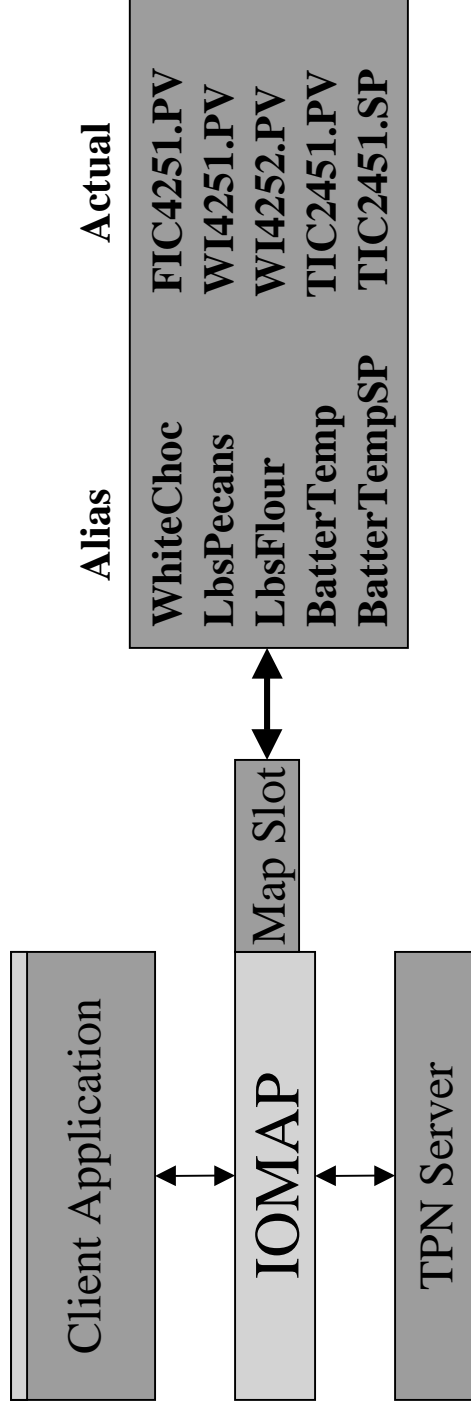 Client Application
IOMAP
Map Slot
TPN Server
Alias Actual
WhiteChoc FIC4251.PV
LbsPecans WI4251.PV
LbsFlour WI4252.PV
BatterTemp TIC2451.PV
BatterTempSP TIC2451.SP